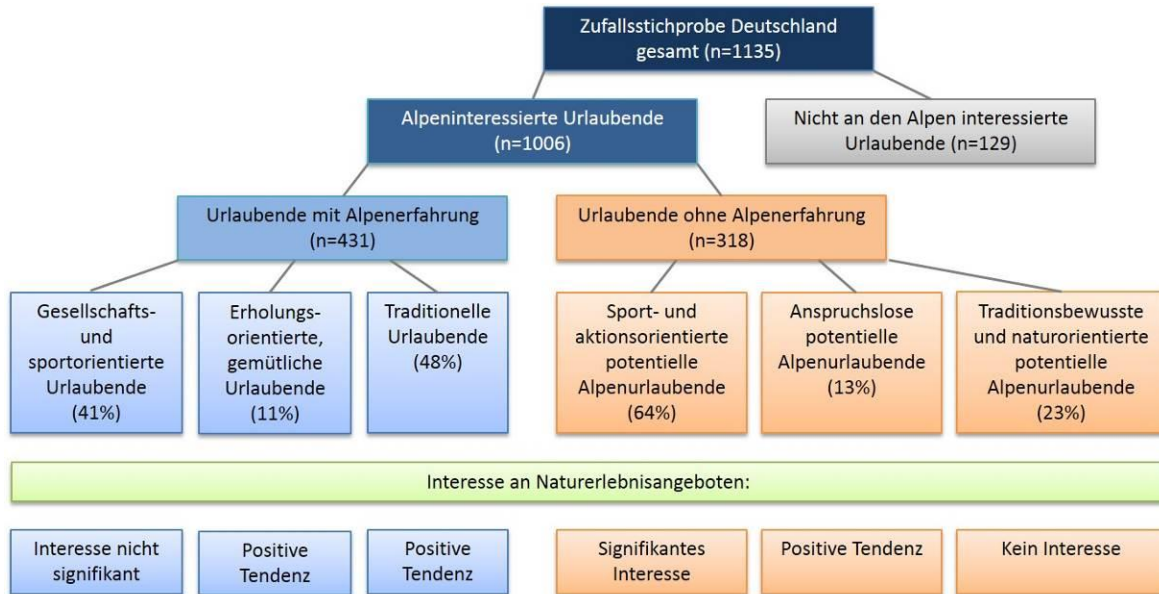 Zufallsstichprobe Deutschland
gesamt (n=1135)
Alpeninteressierte Urlaubende
(n=1006)
Nicht an den Alpen interessierte
Urlaubende (n=129)
Urlaubende mit Alpenerfahrung
(n=431)
Urlaubende ohne Alpenerfahrung
(n=318)
Gesellschafts-
und
sportorientierte
Urlaubende
(41%)
Erholungs-
orientierte,
gemütliche
Urlaubende
(11%)
Traditionelle
Urlaubende
(48%)
Sport- und
aktionsorientierte
potentielle
Alpenurlaubende
(64%)
Anspruchslose
potentielle
Alpenurlaubende
(13%)
Traditionsbewusste
und naturorientierte
potentielle
Alpenurlaubende
(23%)
Interesse an Naturerlebnisangeboten:
Interesse nicht
signifikant
Positive
Tendenz
Positive
Tendenz
Signifikantes
Interesse
Positive Tendenz
Kein Interesse